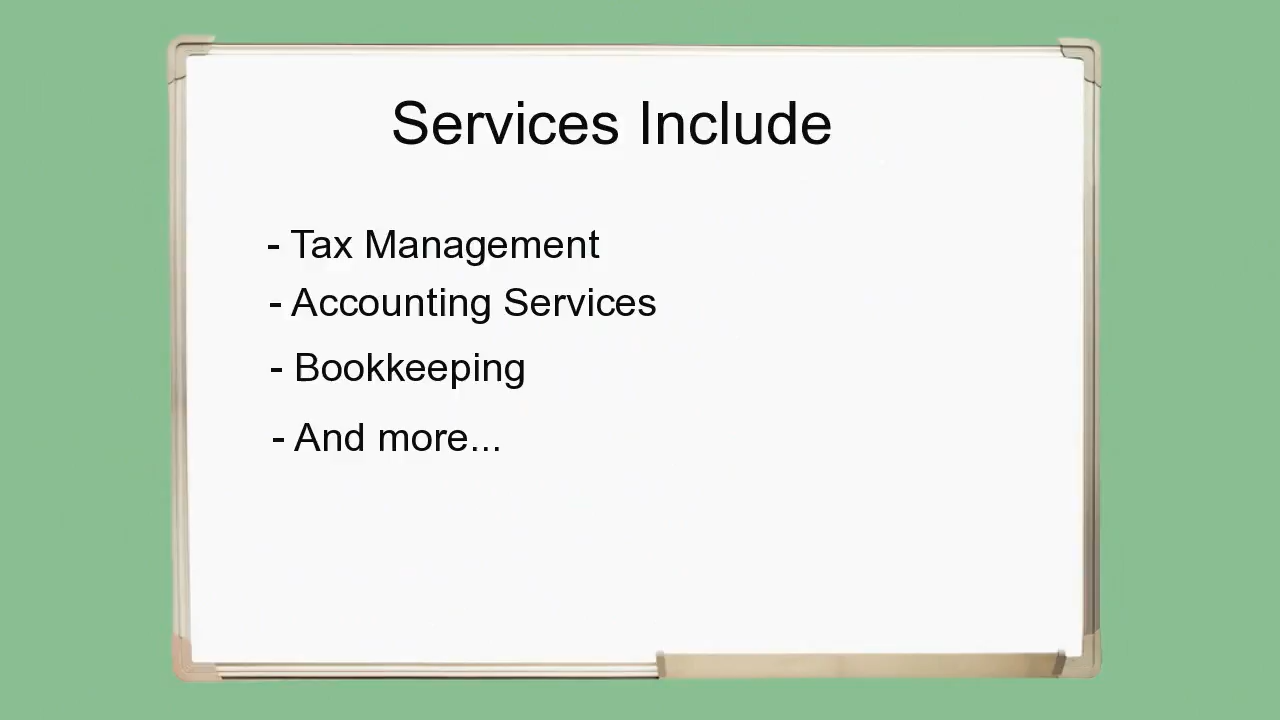 Services Include
- Tax Management
- Accounting Services
- Bookkeeping
- And more...